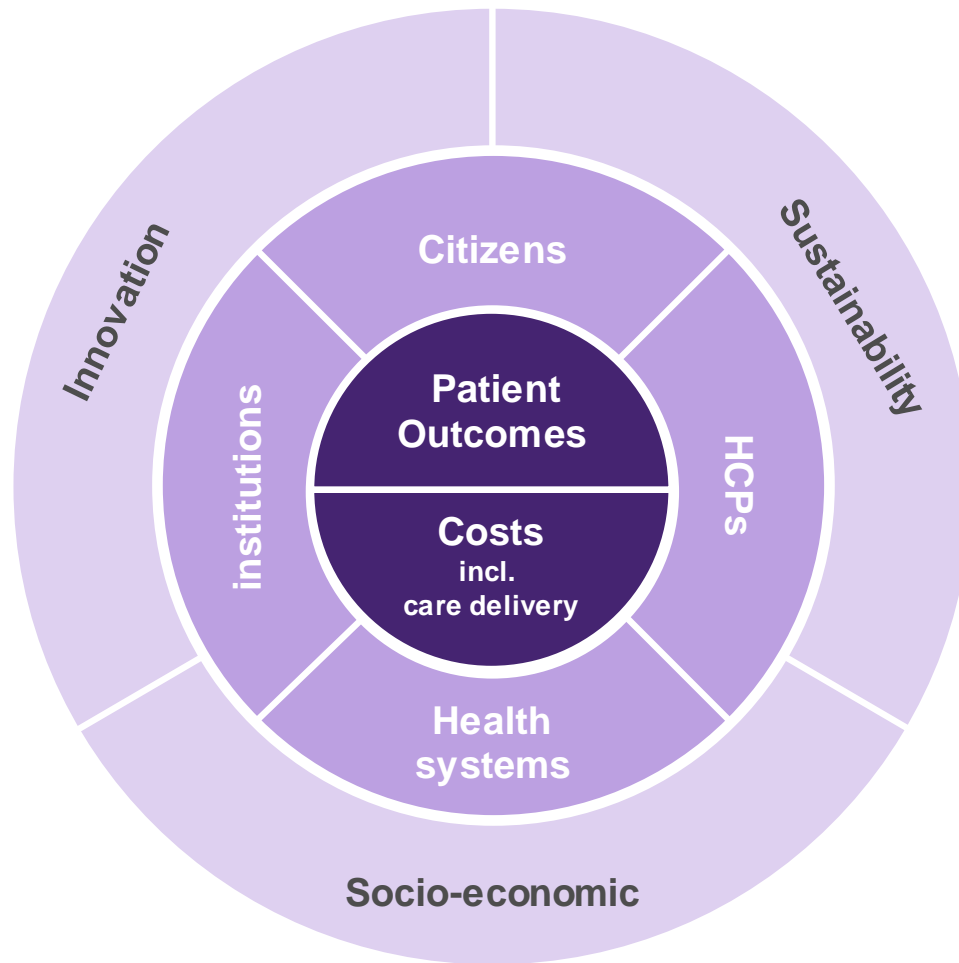 Innovation
Sustainability
Citizens
institutions
HCPs
Patient
Outcomes
Costs
incl.
care delivery
Health
systems
Socio-economic